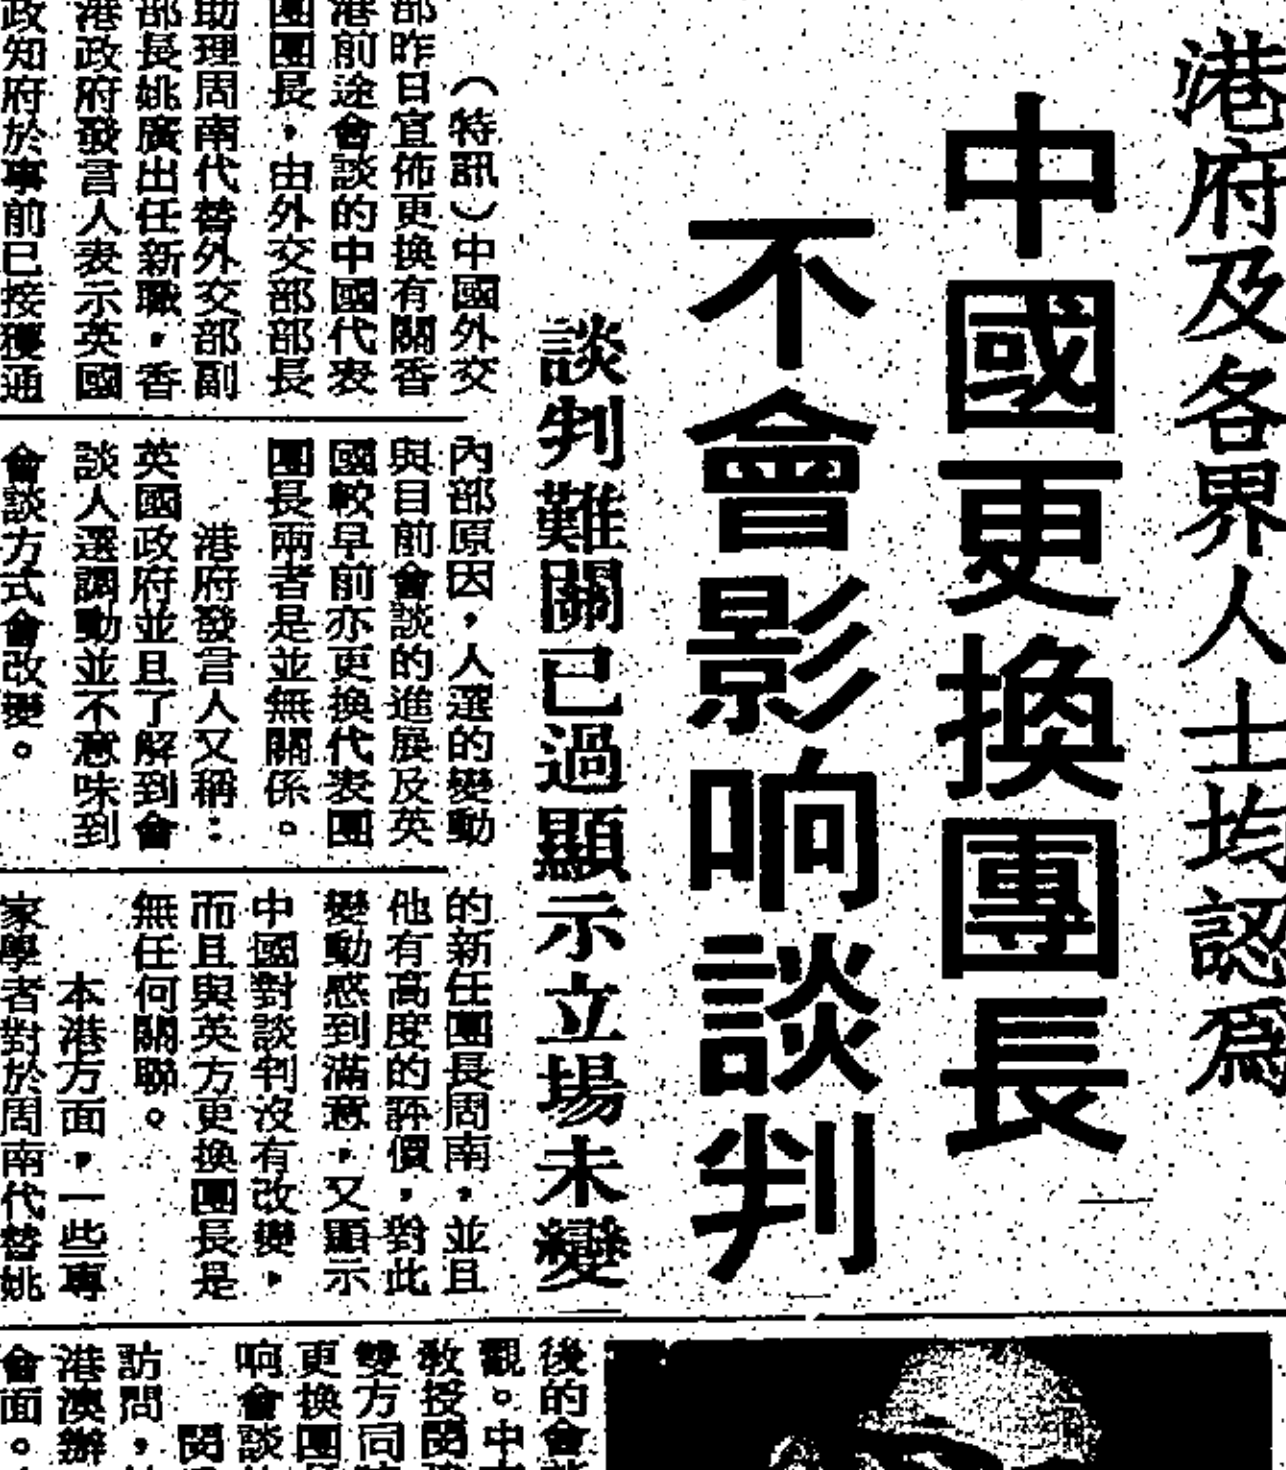 港府及各界人士均認爲
中國更換團長
不會影响談判
談判難關已過顯示立場未變
（特訊）中國外交
部昨日宣佈更換有關香
港前途會談的中國代表
團團長，由外交部部長
助理周南代替外交部副
部長姚廣出任新職，香
港政府發言人表示英國
政知府於事前已接獲通
內部原因，人選的變動
與目前會談的進展及英
國較早前亦更換代表團
團長兩者是並無關係。
港府發言人又稱：
英國政府並且了解到會
談人選調動並不意味到
會談方式會改變。
的新任團長周南，並且
他有高度的評價，對此
變動感到滿意，又顯示
中國對談判沒有改變，
而且與英方更換團長是
無任何關聯。
本港方面，一些專
家學者對於周南代替姚
後的會
觀。中
教授閔
雙方同
更換團
响會談
閔
訪問，
港澳辦
會面。